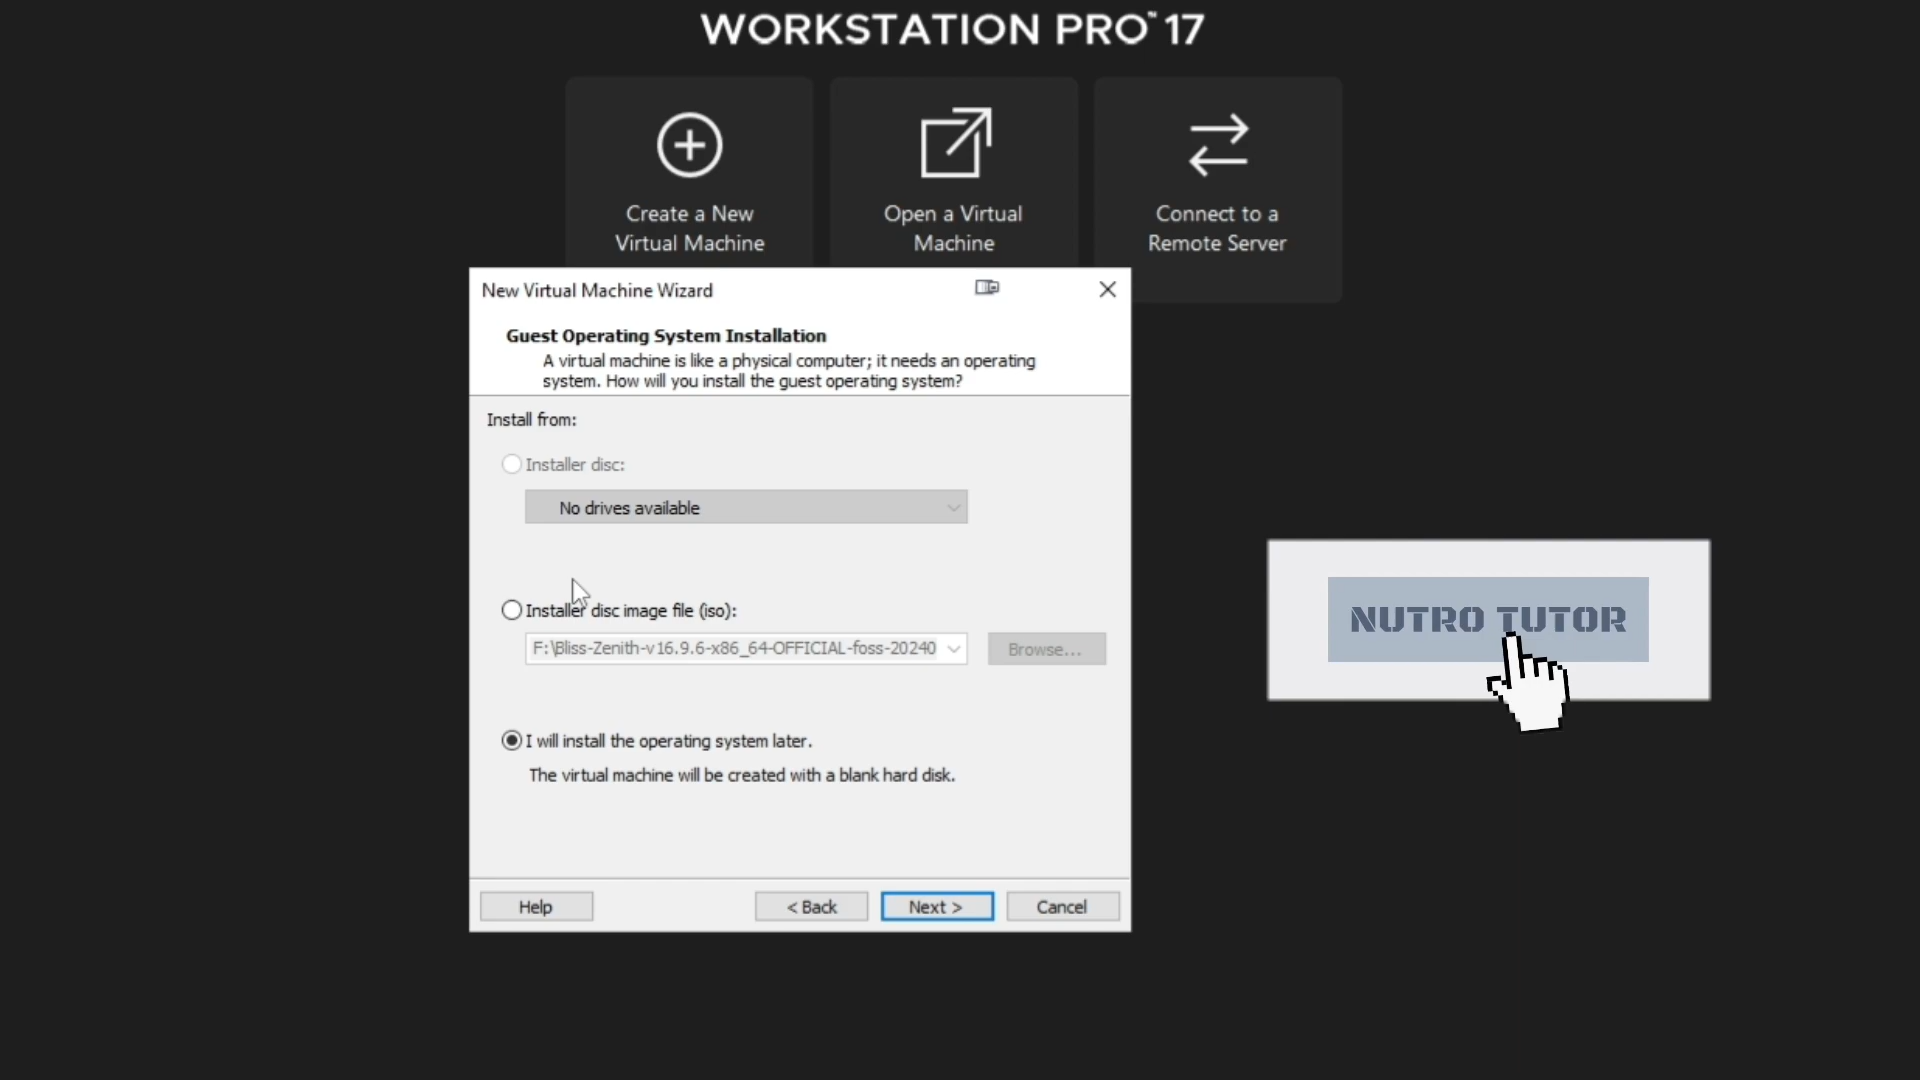 WORKSTATION PRO™ 17
Create a New
Virtual Machine
Open a Virtual
Machine
Connect to a
Remote Server
New Virtual Machine Wizard
Guest Operating System Installation
A virtual machine is like a physical computer; it needs an operating
system. How will you install the guest operating system?
Install from:
Installer disc:
No drives available
Installer disc image file (iso):
F:\Bliss-Zenith-v16.9.6-x86_64-OFFICIAL-foss-20240
Browse...
I will install the operating system later.
The virtual machine will be created with a blank hard disk.
Help
< Back
Next >
Cancel
NUTRO TUTOR